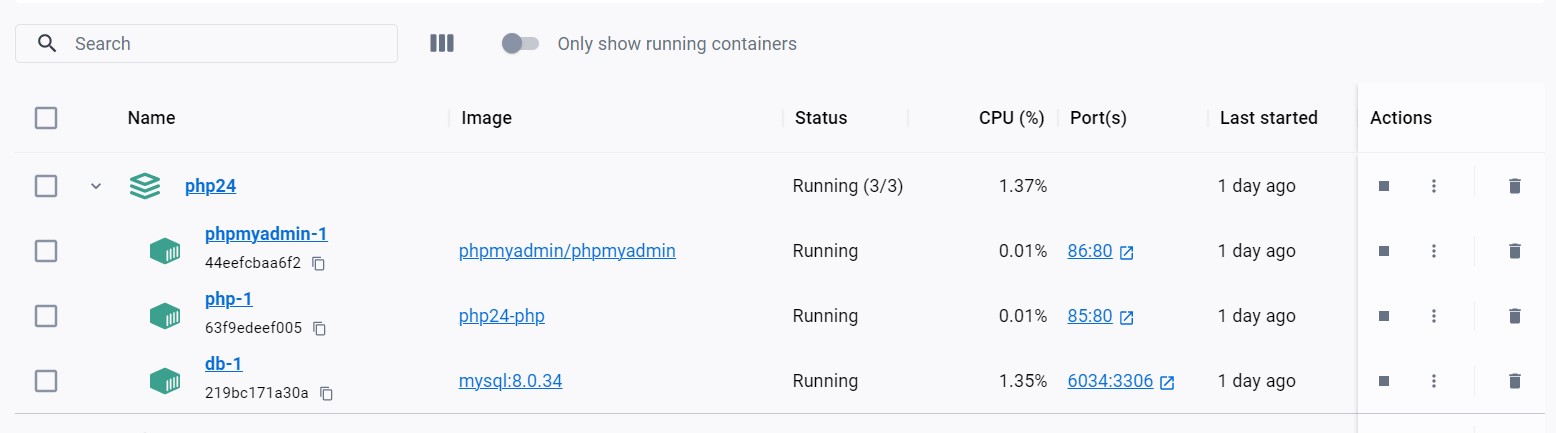 Search
Only show running containers
Name Image Status CPU (%) Port(s) Last started Actions
php24 Running (3/3) 1.37% 1 day ago
phpmyadmin-1
44eefcbaa6f2 phpmyadmin/phpmyadmin Running 0.01% 86:80 1 day ago
php-1
63f9edeef005 php24-php Running 0.01% 85:80 1 day ago
db-1
219bc171a30a mysql:8.0.34 Running 1.35% 6034:3306 1 day ago